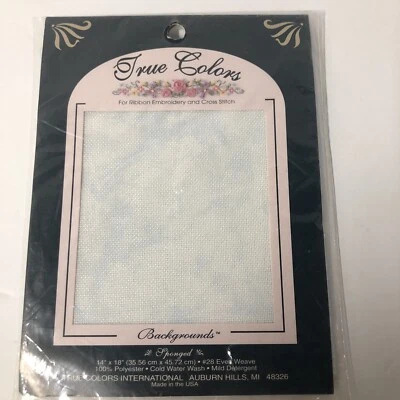 True Colors
For Ribbon Embroidery and Cross Stitch
Backgrounds™
Sponged
14" x 18" (35.56 cm x 45.72 cm) • #28 Even Weave
100% Polyester • Cold Water Wash • Mild Detergent
TRUE COLORS INTERNATIONAL AUBURN HILLS, MI 48326
Made in the USA